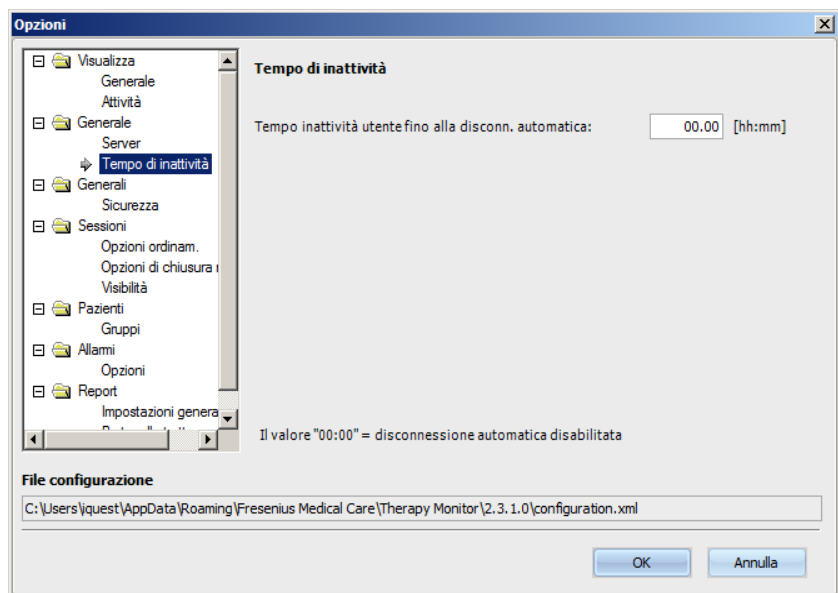 Opzioni
Visualizza
Generale
Attività
Generale
Server
Tempo di inattività
Generali
Sicurezza
Sessioni
Opzioni ordinam.
Opzioni di chiusura
Visibilità
Pazienti
Gruppi
Allarmi
Opzioni
Report
Impostazioni genera
Tempo di inattività
Tempo inattività utente fino alla disconn. automatica:
00.00 [hh:mm]
Il valore "00:00" = disconnessione automatica disabilitata
File configurazione
C:\Users\iquest\AppData\Roaming\Fresenius Medical Care\Therapy Monitor\2.3.1.0\configuration.xml
OK
Annulla